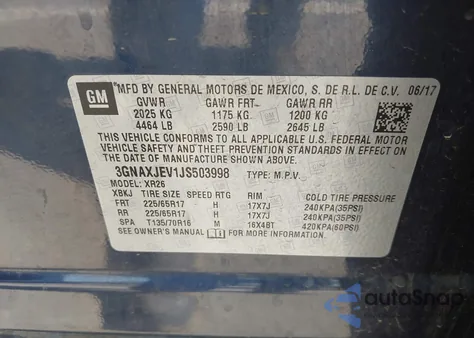 GM
MFD BY GENERAL MOTORS DE MEXICO, S. DE R.L. DE C.V. 06/17
GVWR GAWR FRT GAWR RR
2025 KG 1175 KG 1200 KG
4464 LB 2590 LB 2645 LB
THIS VEHICLE CONFORMS TO ALL APPLICABLE U.S. FEDERAL MOTOR
VEHICLE SAFETY AND THEFT PREVENTION STANDARDS IN EFFECT ON
THE DATE OF MANUFACTURE SHOWN ABOVE.
3GNAXJEV1JS503998 TYPE: M.P.V.
MODEL: XR26
XBKJ TIRE SIZE SPEED RTG RIM COLD TIRE PRESSURE
FRT 225/65R17 H 17X7J 240KPA(35PSI)
RR 225/65R17 H 17X7J 240KPA(35PSI)
SPA T135/70R16 M 16X4BT 420KPA(60PSI)
SEE OWNER'S MANUAL FOR ADDITIONAL INFORMATION.
autoSnap